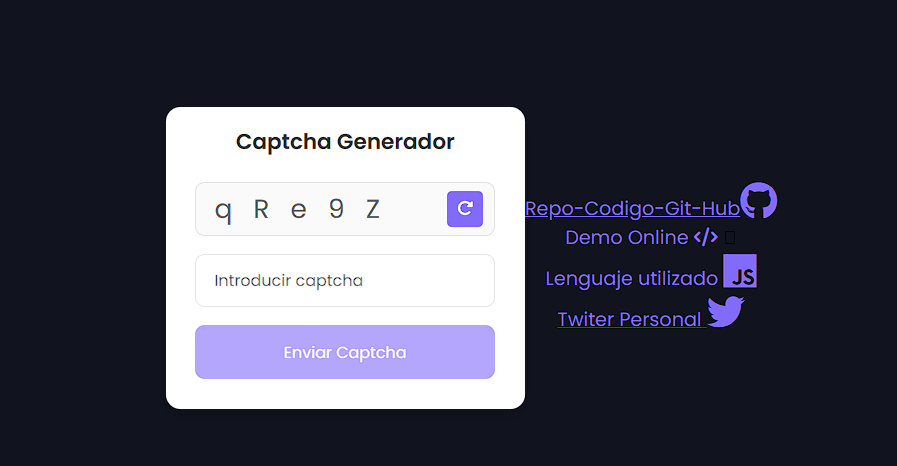 Captcha Generador
q R e 9 Z
Introducir captcha
Enviar Captcha
Repo-Codigo-Git-Hub
Demo Online </>
Lenguaje utilizado JS
Twiter Personal